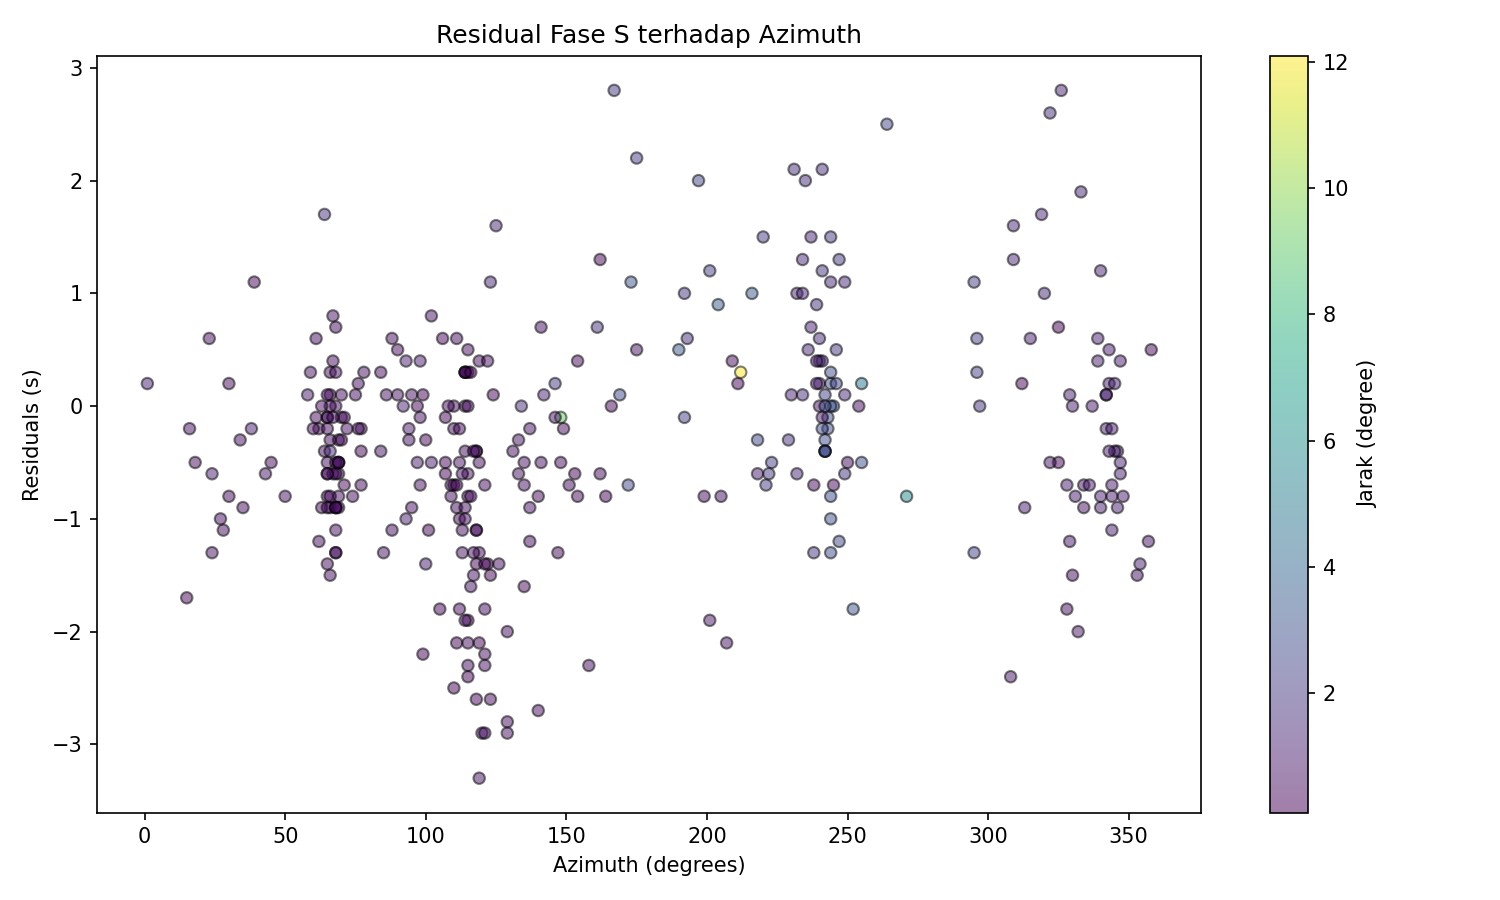 Residual Fase S terhadap Azimuth
3
2
1
0
−1
−2
−3
Residuals (s)
0 50 100 150 200 250 300 350
Azimuth (degrees)
12
10
8
6
4
2
Jarak (degree)